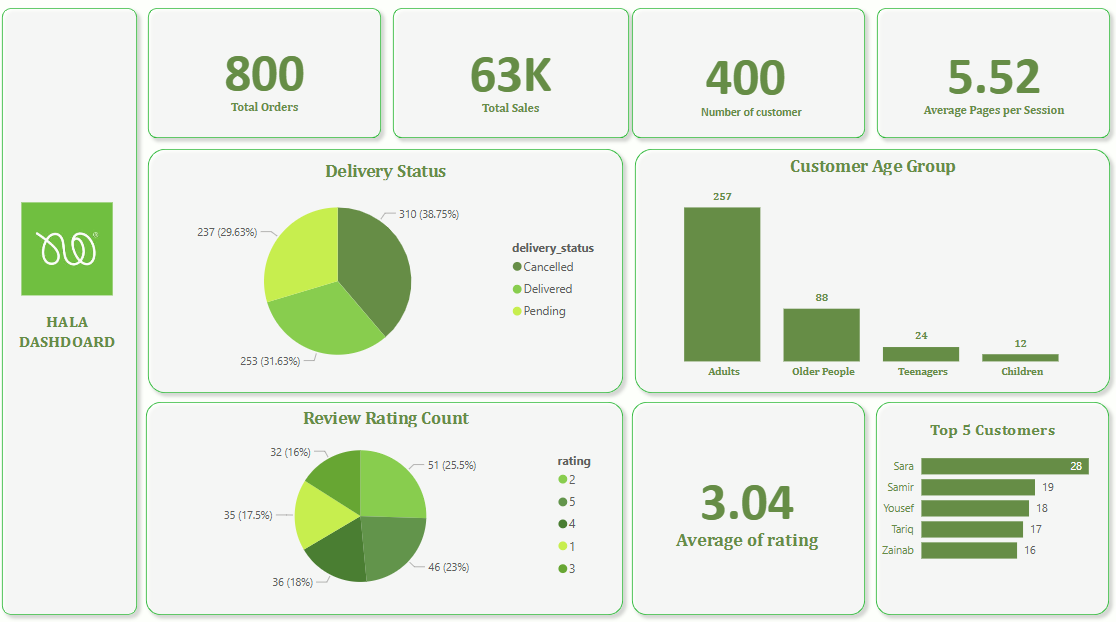 HALA
DASHDOARD
800
Total Orders
63K
Total Sales
400
Number of customer
5.52
Average Pages per Session
Delivery Status
310 (38.75%)
237 (29.63%)
253 (31.63%)
delivery_status
Cancelled
Delivered
Pending
Customer Age Group
257
88
24
12
Adults
Older People
Teenagers
Children
Review Rating Count
32 (16%)
51 (25.5%)
35 (17.5%)
36 (18%)
46 (23%)
rating
2
5
4
1
3
3.04
Average of rating
Top 5 Customers
Sara 28
Samir 19
Yousef 18
Tariq 17
Zainab 16